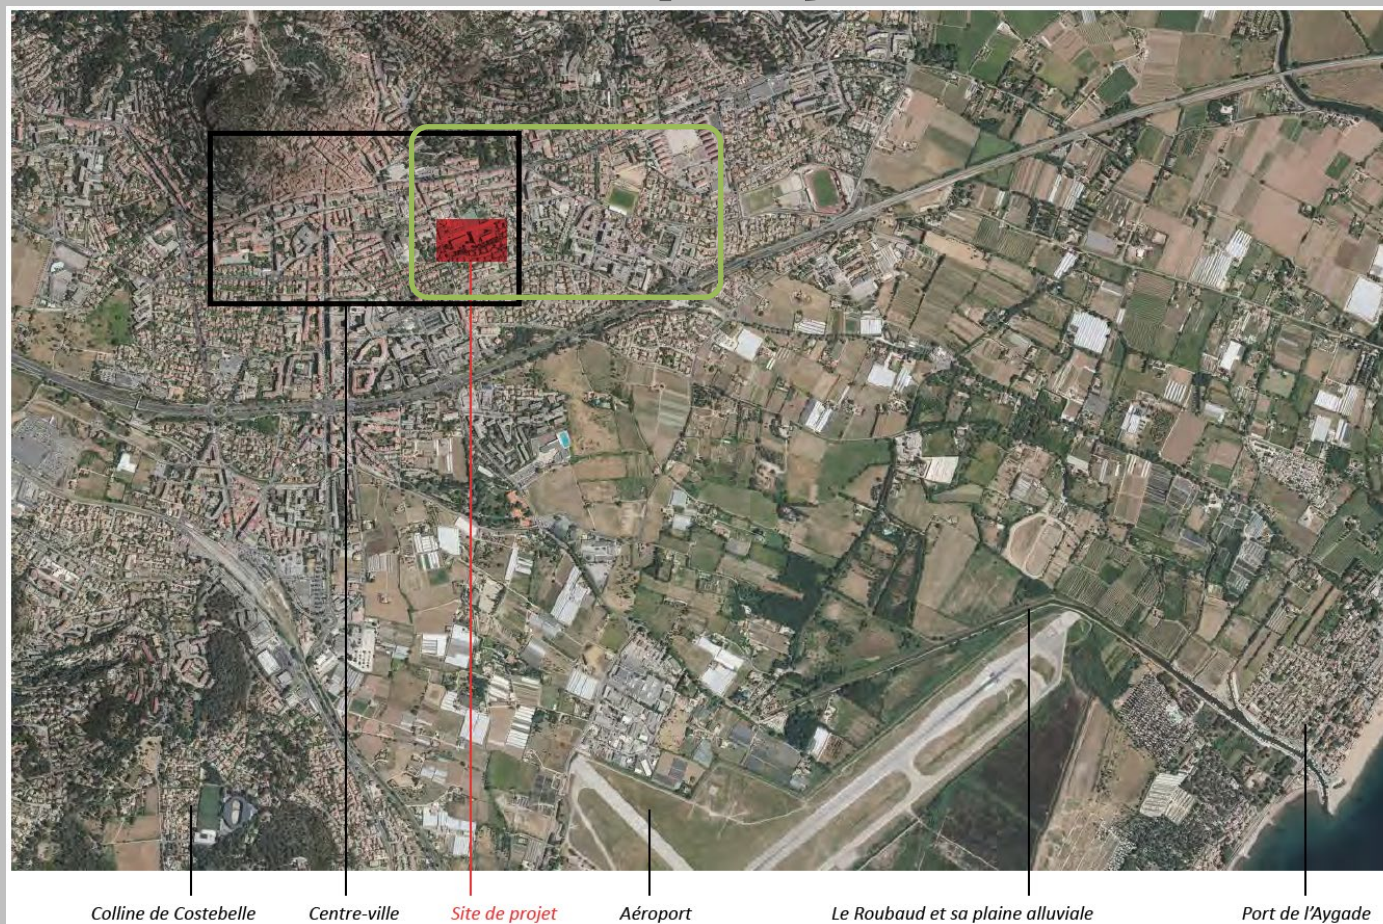 Colline de Costebelle
Centre-ville
Site de projet
Aéroport
Le Roubaud et sa plaine alluviale
Port de l'Aygade